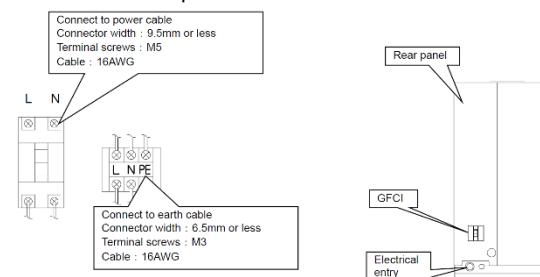 Connect to power cable
Connector width : 9.5mm or less
Terminal screws : M5
Cable : 16AWG
Rear panel
L N
L N PE
GFCI
Connect to earth cable
Connector width : 6.5mm or less
Terminal screws : M3
Cable : 16AWG
Electrical
entry